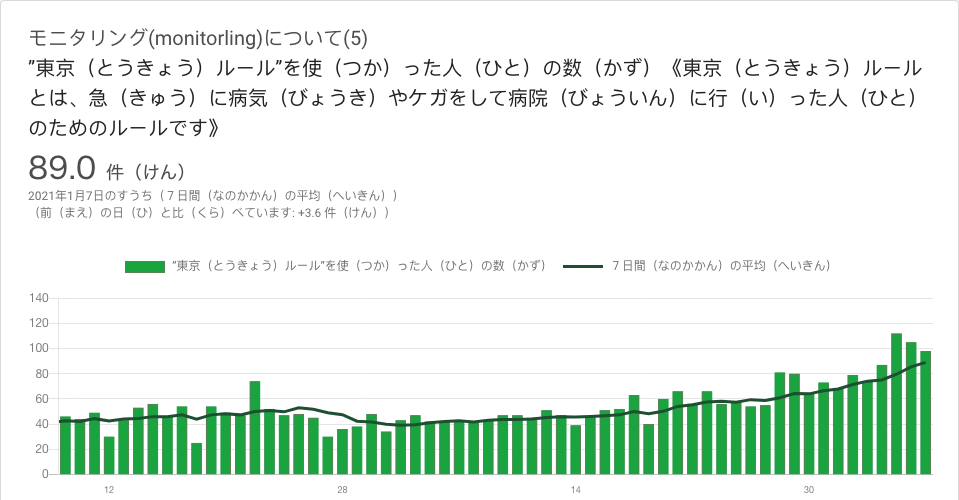 モニタリング(monitorling)について(5)
”東京（とうきょう）ルール”を使（つか）った人（ひと）の数（かず）《東京（とうきょう）ルール
とは、急（きゅう）に病気（びょうき）やケガをして病院（びょういん）に行（い）った人（ひと）
のためのルールです》
89.0 件（けん）
2021年1月7日のすうち（７日間（なのかかん）の平均（へいきん））
（前（まえ）の日（ひ）と比（くら）べています: +3.6 件（けん））
”東京（とうきょう）ルール”を使（つか）った人（ひと）の数（かず） ７日間（なのかかん）の平均（へいきん）
140
120
100
80
60
40
20
0
12 28 14 30